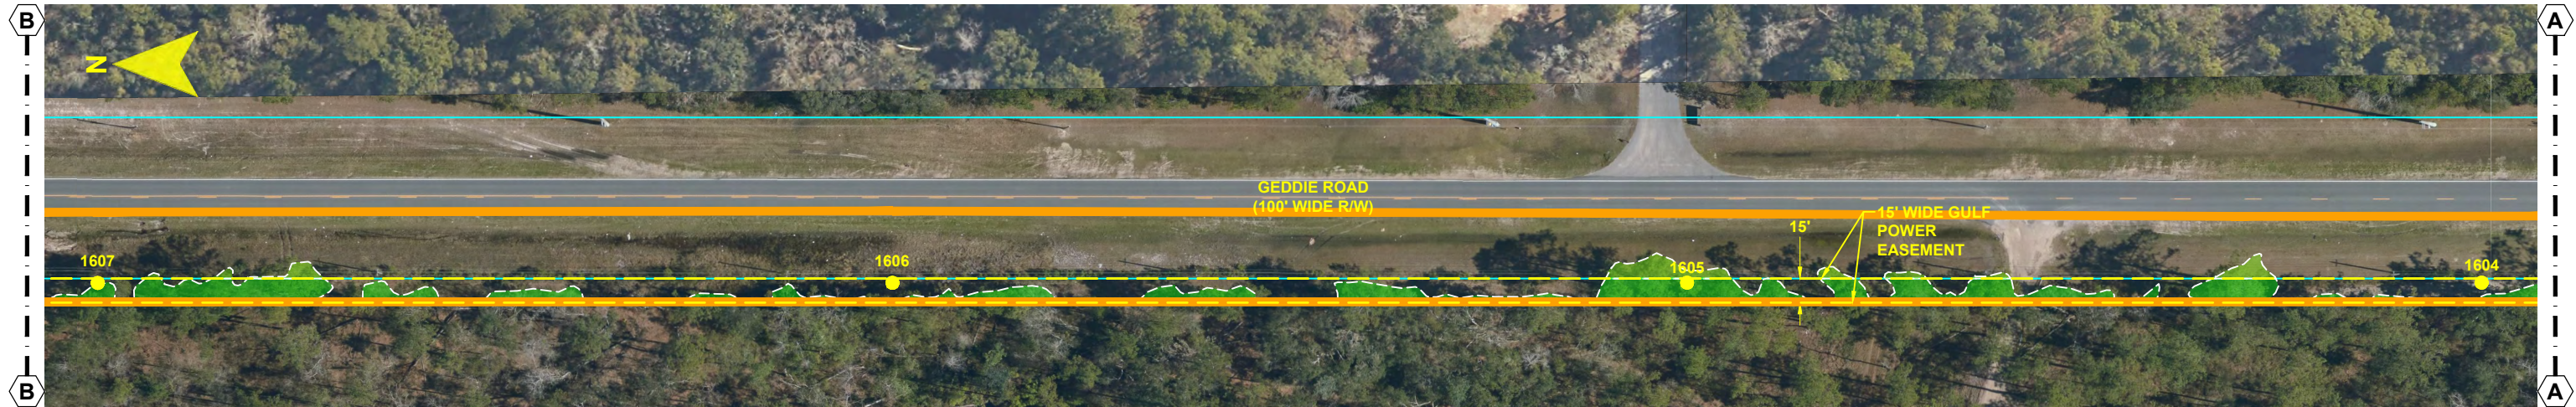 B
A
N
GEDDIE ROAD
(100' WIDE R/W)
15' WIDE GULF
POWER
EASEMENT
15'
1607
1606
1605
1604
B
A